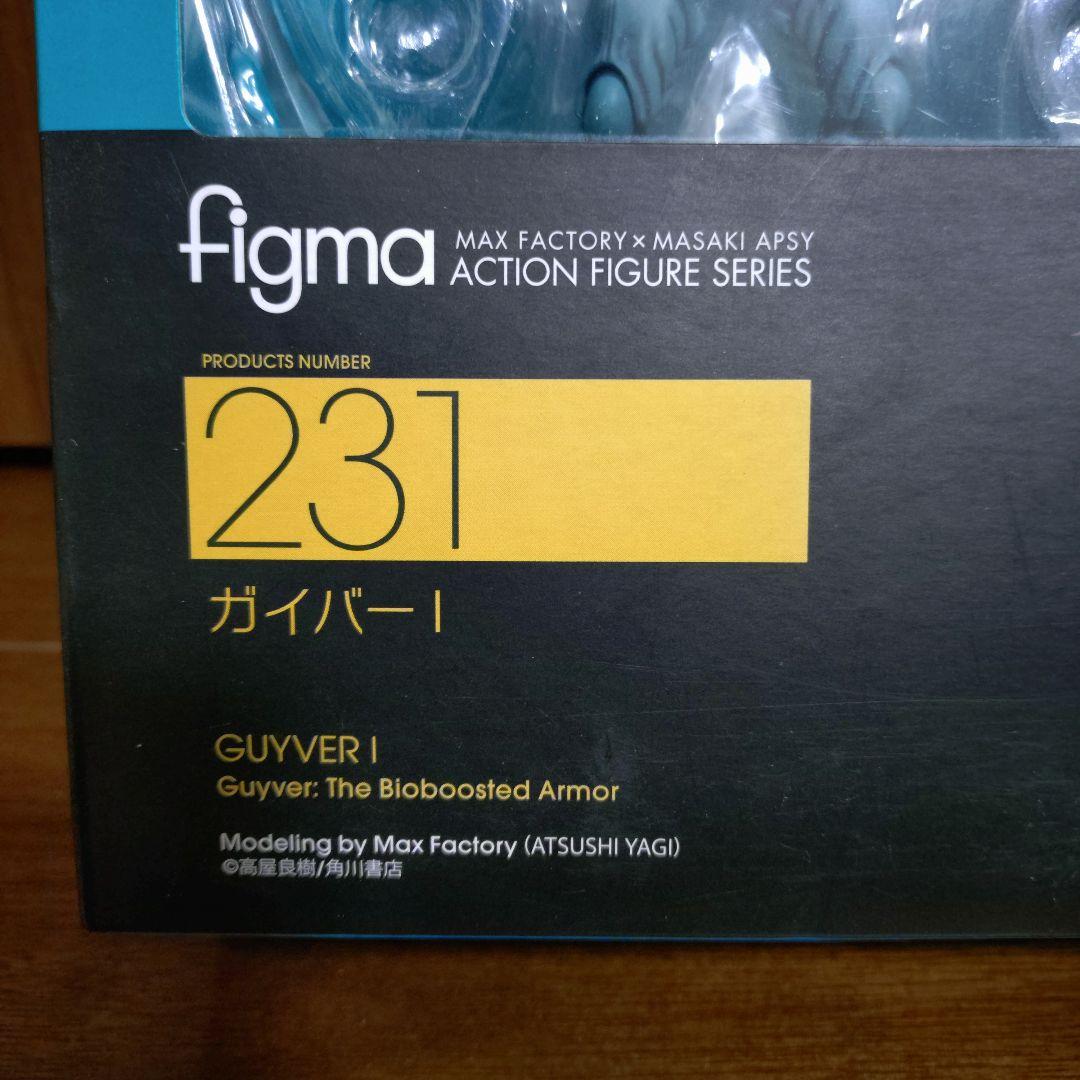 figma
MAX FACTORY × MASAKI APSY
ACTION FIGURE SERIES
PRODUCTS NUMBER
231
ガイバーⅠ
GUYVER I
Guyver: The Bioboosted Armor
Modeling by Max Factory (ATSUSHI YAGI)
©高屋良樹/角川書店